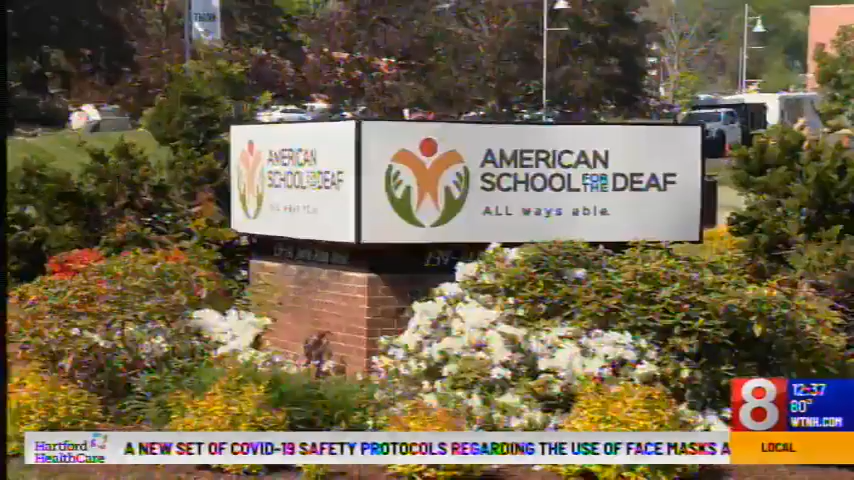 AMERICAN
SCHOOL FOR THE DEAF
AMERICAN
SCHOOL FOR THE DEAF
ALL ways able.
8
12:37
80°
WTNH.COM
Hartford
HealthCare
A NEW SET OF COVID-19 SAFETY PROTOCOLS REGARDING THE USE OF FACE MASKS A
LOCAL